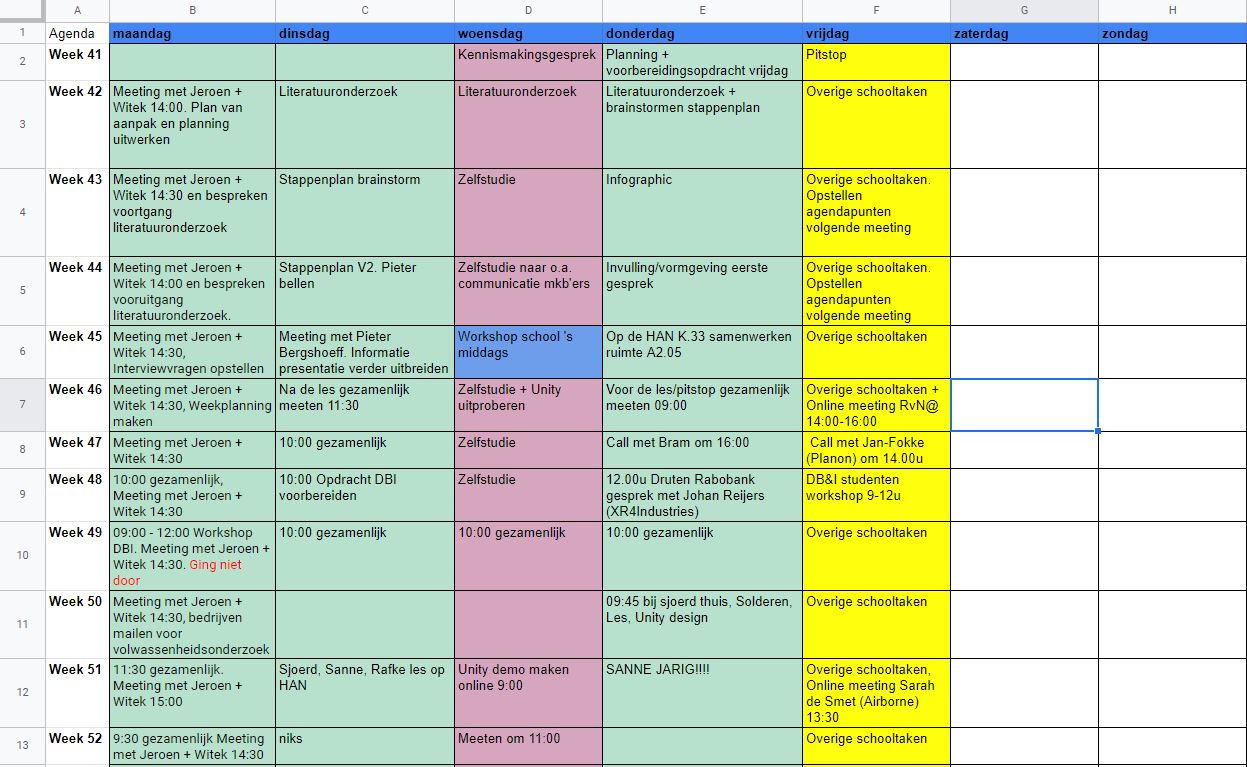 A B C D E F G H
1 Agenda maandag dinsdag woensdag donderdag vrijdag zaterdag zondag
2 Week 41
Kennismakingsgesprek
Planning +
voorbereidingsopdracht vrijdag
Pitstop
3 Week 42
Meeting met Jeroen +
Witek 14:00. Plan van
aanpak en planning
uitwerken
Literatuuronderzoek
Literatuuronderzoek
Literatuuronderzoek +
brainstormen stappenplan
Overige schooltaken
4 Week 43
Meeting met Jeroen +
Witek 14:30 en bespreken
voortgang
literatuuronderzoek
Stappenplan brainstorm
Zelfstudie
Infographic
Overige schooltaken.
Opstellen
agendapunten
volgende meeting
5 Week 44
Meeting met Jeroen +
Witek 14:00 en bespreken
vooruitgang
literatuuronderzoek.
Stappenplan V2. Pieter
bellen
Zelfstudie naar o.a.
communicatie mkb'ers
Invulling/vormgeving eerste
gesprek
Overige schooltaken.
Opstellen
agendapunten
volgende meeting
6 Week 45
Meeting met Jeroen +
Witek 14:30,
Interviewvragen opstellen
Meeting met Pieter
Bergshoeff. Informatie
presentatie verder uitbreiden
Workshop school 's
middags
Op de HAN K.33 samenwerken
ruimte A2.05
Overige schooltaken
7 Week 46
Meeting met Jeroen +
Witek 14:30, Weekplanning
maken
Na de les gezamenlijk
meeten 11:30
Zelfstudie + Unity
uitproberen
Voor de les/pitstop gezamenlijk
meeten 09:00
Overige schooltaken +
Online meeting RvN@
14:00-16:00
8 Week 47
Meeting met Jeroen +
Witek 14:30
10:00 gezamenlijk
Zelfstudie
Call met Bram om 16:00
Call met Jan-Fokke
(Planon) om 14.00u
9 Week 48
10:00 gezamenlijk,
Meeting met Jeroen +
Witek 14:30
10:00 Opdracht DBI
voorbereiden
Zelfstudie
12.00u Druten Rabobank
gesprek met Johan Reijers
(XR4Industries)
DB&I studenten
workshop 9-12u
10 Week 49
09:00 - 12:00 Workshop
DBI. Meeting met Jeroen +
Witek 14:30. Ging niet
door
10:00 gezamenlijk
10:00 gezamenlijk
10:00 gezamenlijk
Overige schooltaken
11 Week 50
Meeting met Jeroen +
Witek 14:30, bedrijven
mailen voor
volwassenheidsonderzoek
09:45 bij sjoerd thuis, Solderen,
Les, Unity design
Overige schooltaken
12 Week 51
11:30 gezamenlijk.
Meeting met Jeroen +
Witek 15:00
Sjoerd, Sanne, Rafke les op
HAN
Unity demo maken
online 9:00
SANNE JARIG!!!!
Overige schooltaken,
Online meeting Sarah
de Smet (Airborne)
13:30
13 Week 52
9:30 gezamenlijk Meeting
met Jeroen + Witek 14:30
niks
Meeten om 11:00
Overige schooltaken